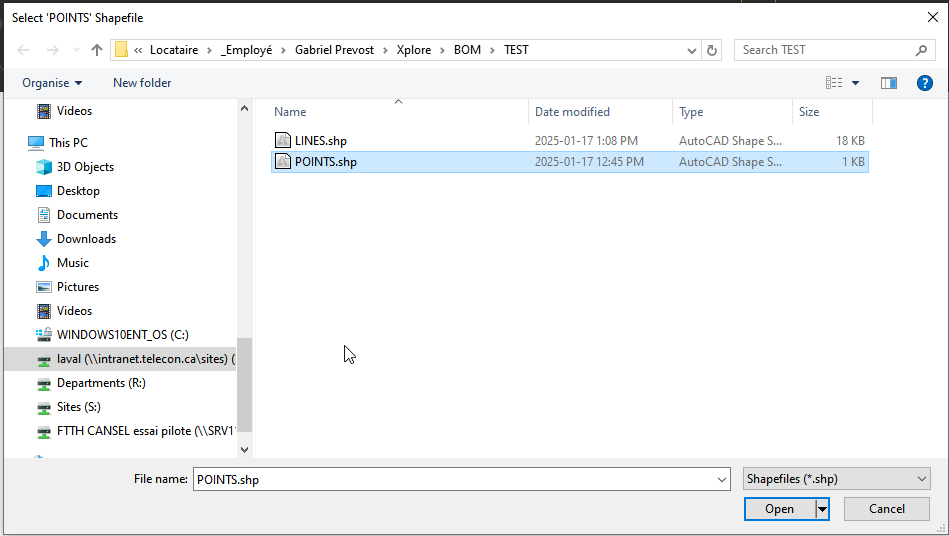 Select 'POINTS' Shapefile
« Locataire › _Employé › Gabriel Prevost › Xplore › BOM › TEST
Search TEST
Organise
New folder
?
Name
Date modified
Type
Size
Videos
This PC
3D Objects
Desktop
Documents
Downloads
Music
Pictures
Videos
WINDOWS10ENT_OS (C:)
laval (\\intranet.telecon.ca\sites) (
Departments (R:)
Sites (S:)
FTTH CANSEL essai pilote (\\SRV1
LINES.shp 2025-01-17 1:08 PM AutoCAD Shape S... 18 KB
POINTS.shp 2025-01-17 12:45 PM AutoCAD Shape S... 1 KB
File name: POINTS.shp
Shapefiles (*.shp)
Open
Cancel